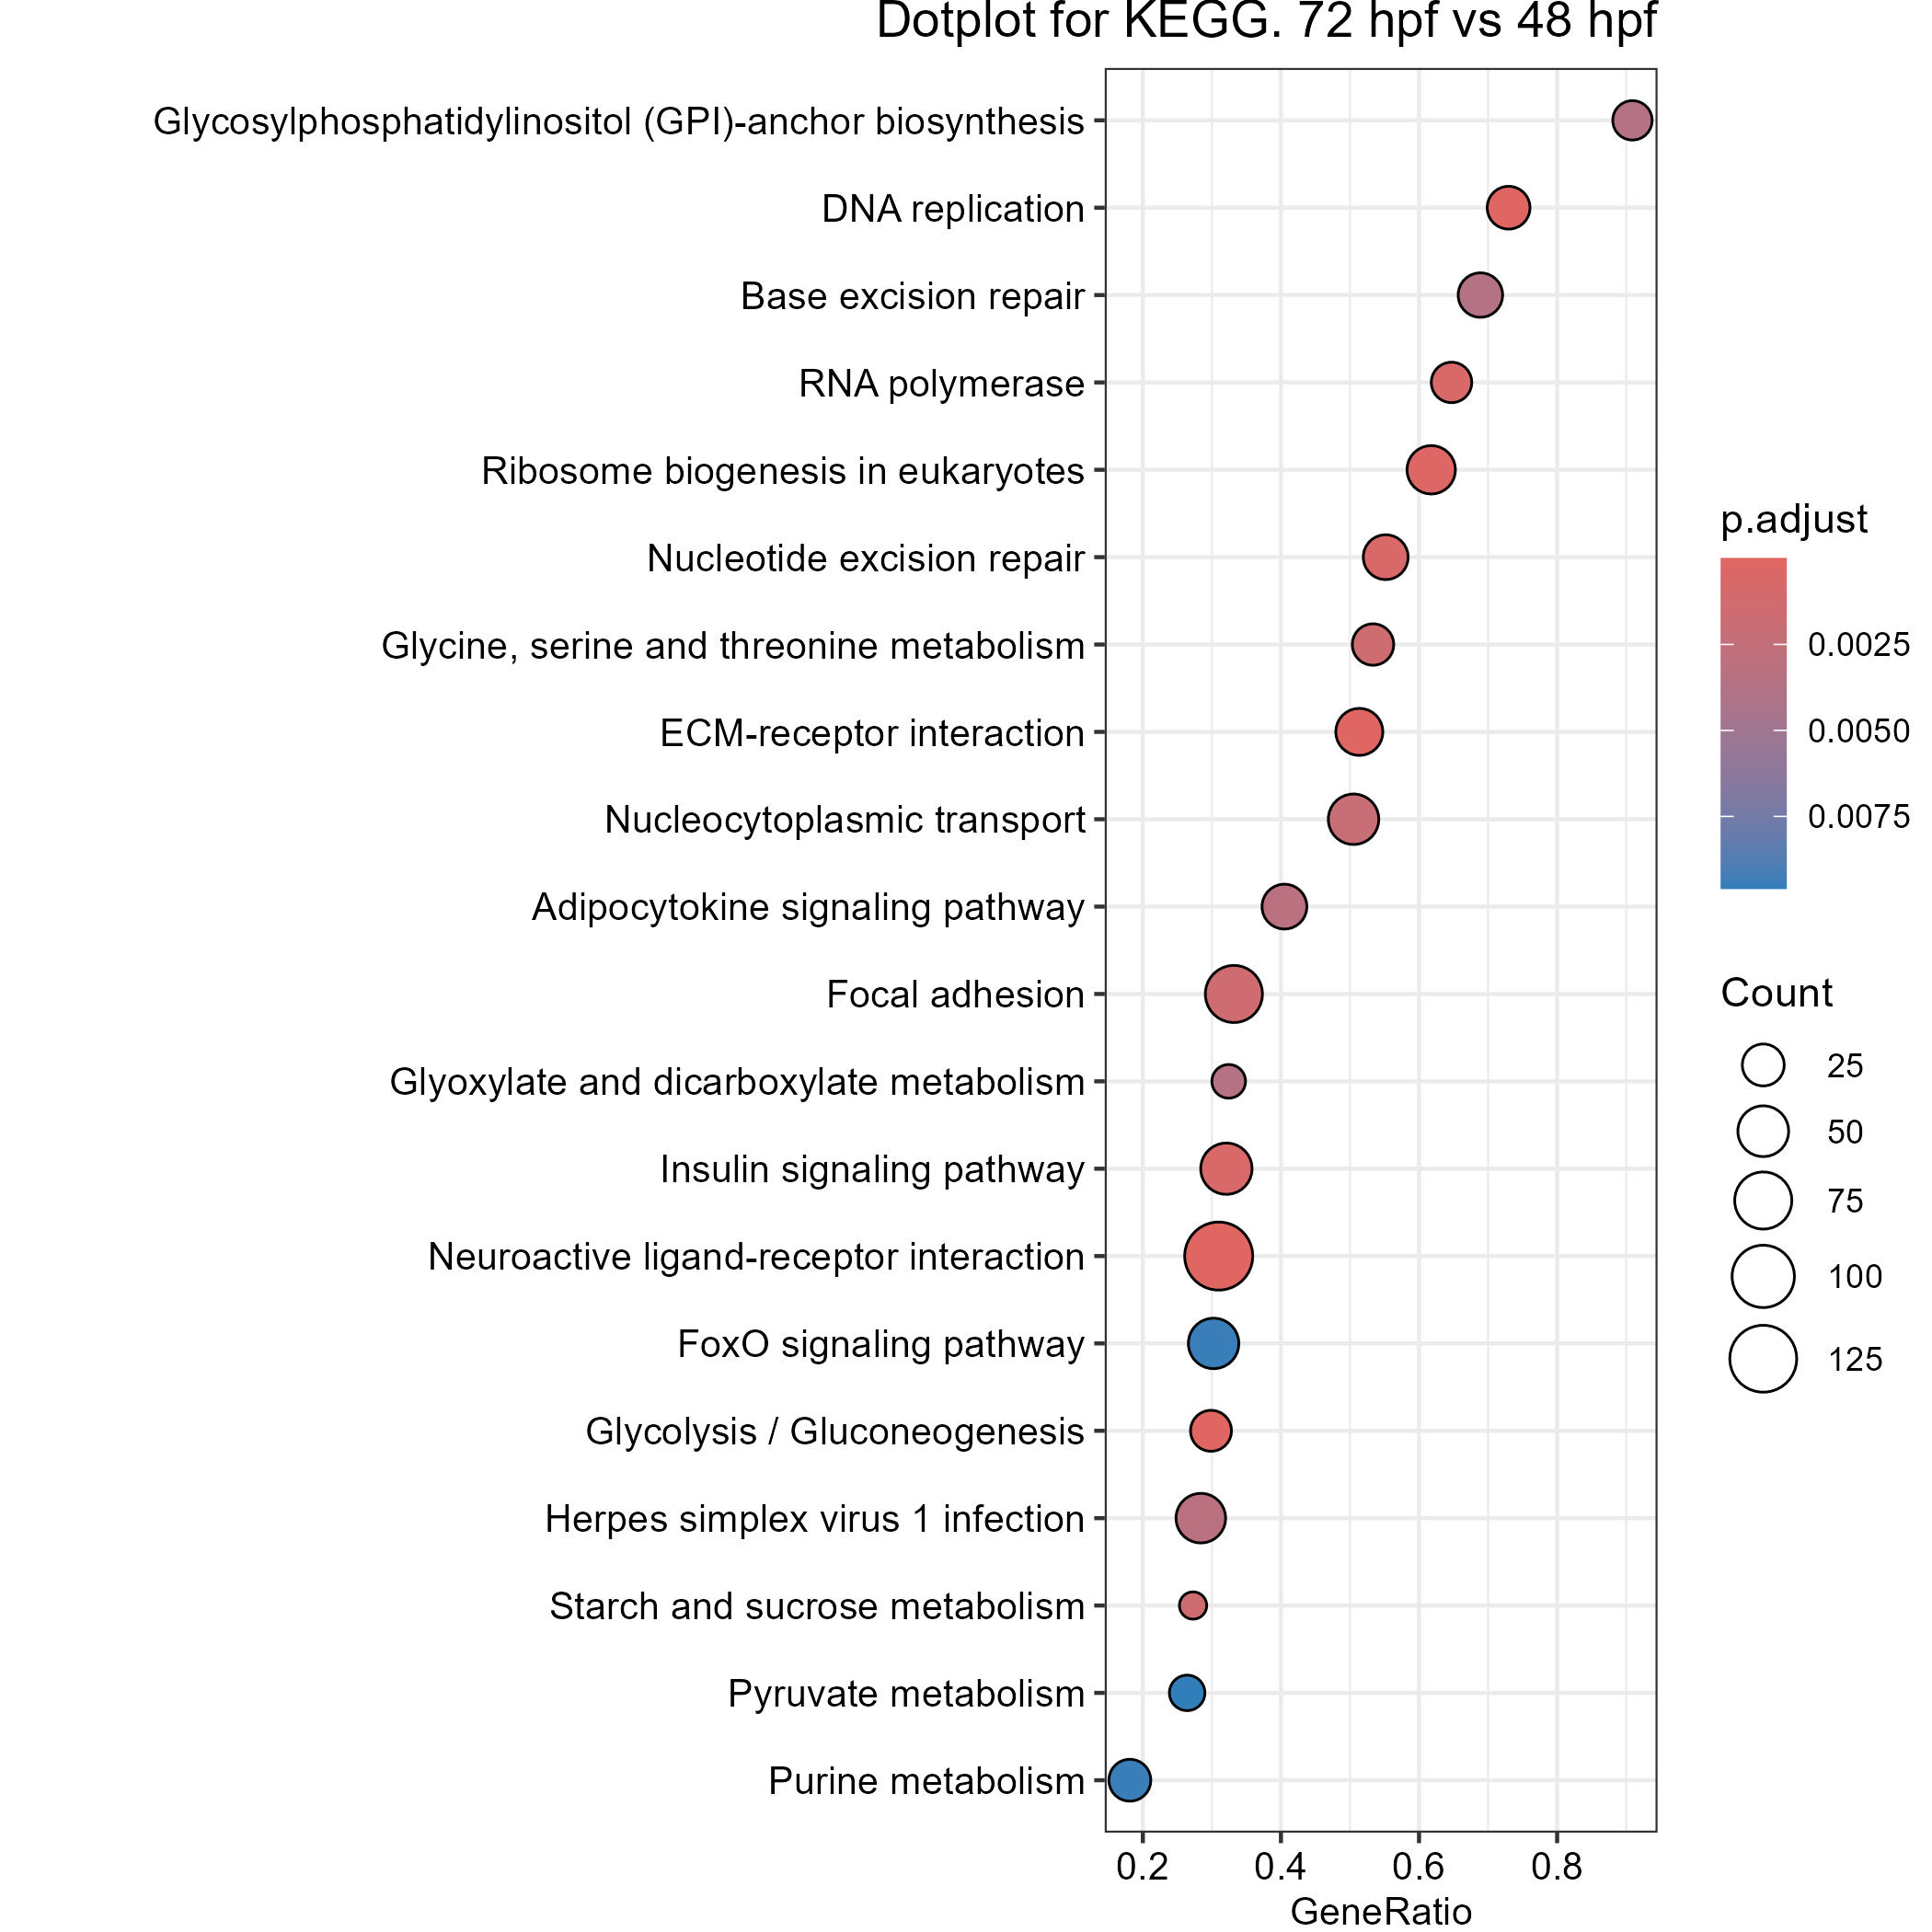 Dotplot for KEGG. 72 hpf vs 48 hpf
Glycosylphosphatidylinositol (GPI)-anchor biosynthesis
DNA replication
Base excision repair
RNA polymerase
Ribosome biogenesis in eukaryotes
Nucleotide excision repair
Glycine, serine and threonine metabolism
ECM-receptor interaction
Nucleocytoplasmic transport
Adipocytokine signaling pathway
Focal adhesion
Glyoxylate and dicarboxylate metabolism
Insulin signaling pathway
Neuroactive ligand-receptor interaction
FoxO signaling pathway
Glycolysis / Gluconeogenesis
Herpes simplex virus 1 infection
Starch and sucrose metabolism
Pyruvate metabolism
Purine metabolism
0.2 0.4 0.6 0.8
GeneRatio
p.adjust
0.0025
0.0050
0.0075
Count
25
50
75
100
125